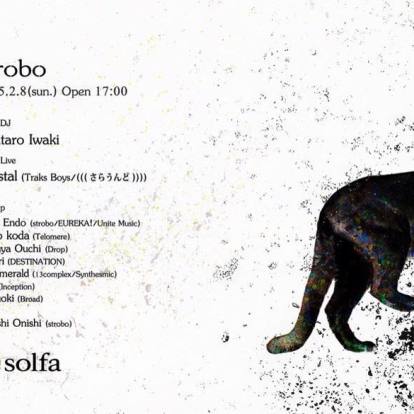 robo
5.2.8(sun.) Open 17:00
DJ
taro Iwaki
Live
stal (Traks Boys/((( さらうんど ))))
p
Endo (strobo/EUREKA!/Unite Music)
o koda (Telomere)
ya Ouchi (Drop)
ri (DESTINATION)
merald (13complex/Synthesmic)
(Inception)
oki (Broad)
shi Onishi (strobo)
solfa